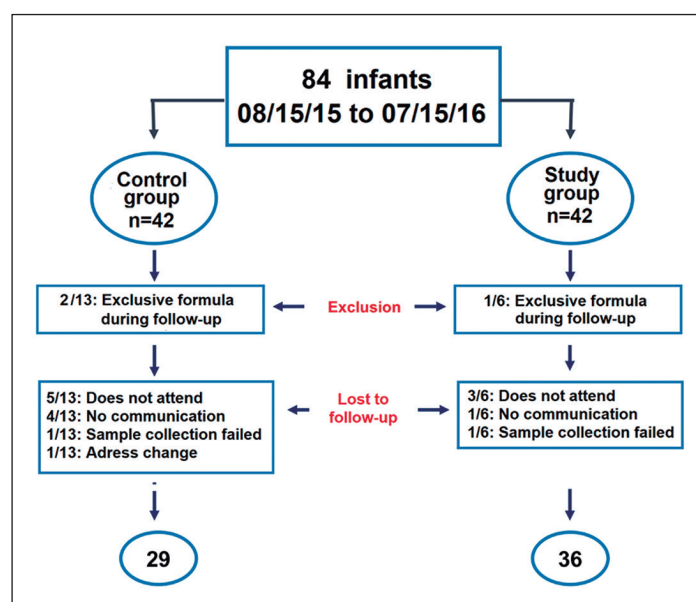 84 infants
08/15/15 to 07/15/16
Control
group
n=42
Study
group
n=42
2/13: Exclusive formula
during follow-up
Exclusion
1/6: Exclusive formula
during follow-up
5/13: Does not attend
4/13: No communication
1/13: Sample collection failed
1/13: Adress change
Lost to
follow-up
3/6: Does not attend
1/6: No communication
1/6: Sample collection failed
29
36